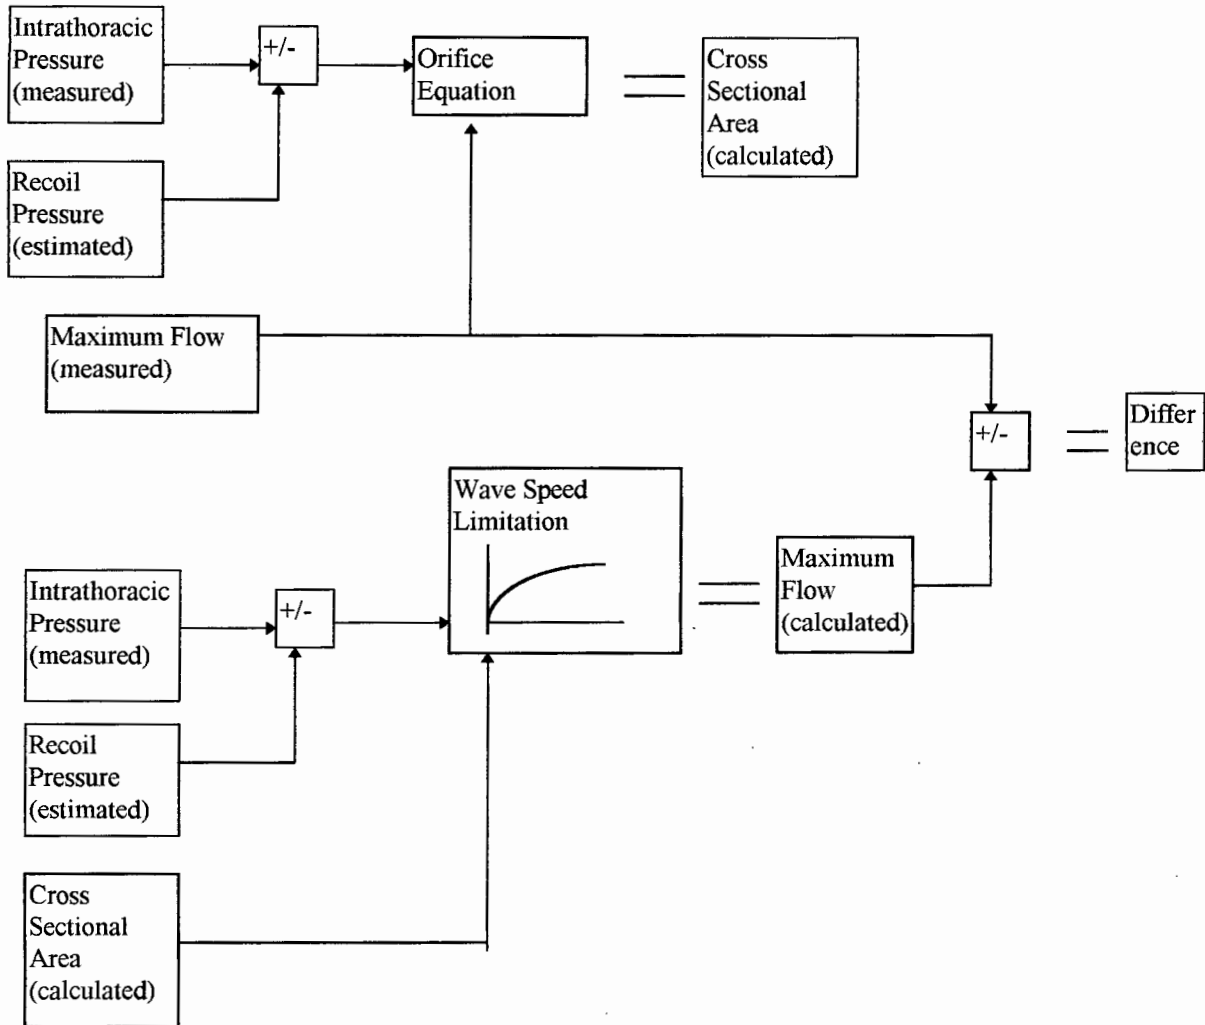 Intrathoracic
Pressure
(measured)
+/-
Orifice
Equation
Cross
Sectional
Area
(calculated)
Recoil
Pressure
(estimated)
Maximum Flow
(measured)
+/-
Differ
ence
Wave Speed
Limitation
Maximum
Flow
(calculated)
Intrathoracic
Pressure
(measured)
+/-
Recoil
Pressure
(estimated)
Cross
Sectional
Area
(calculated)